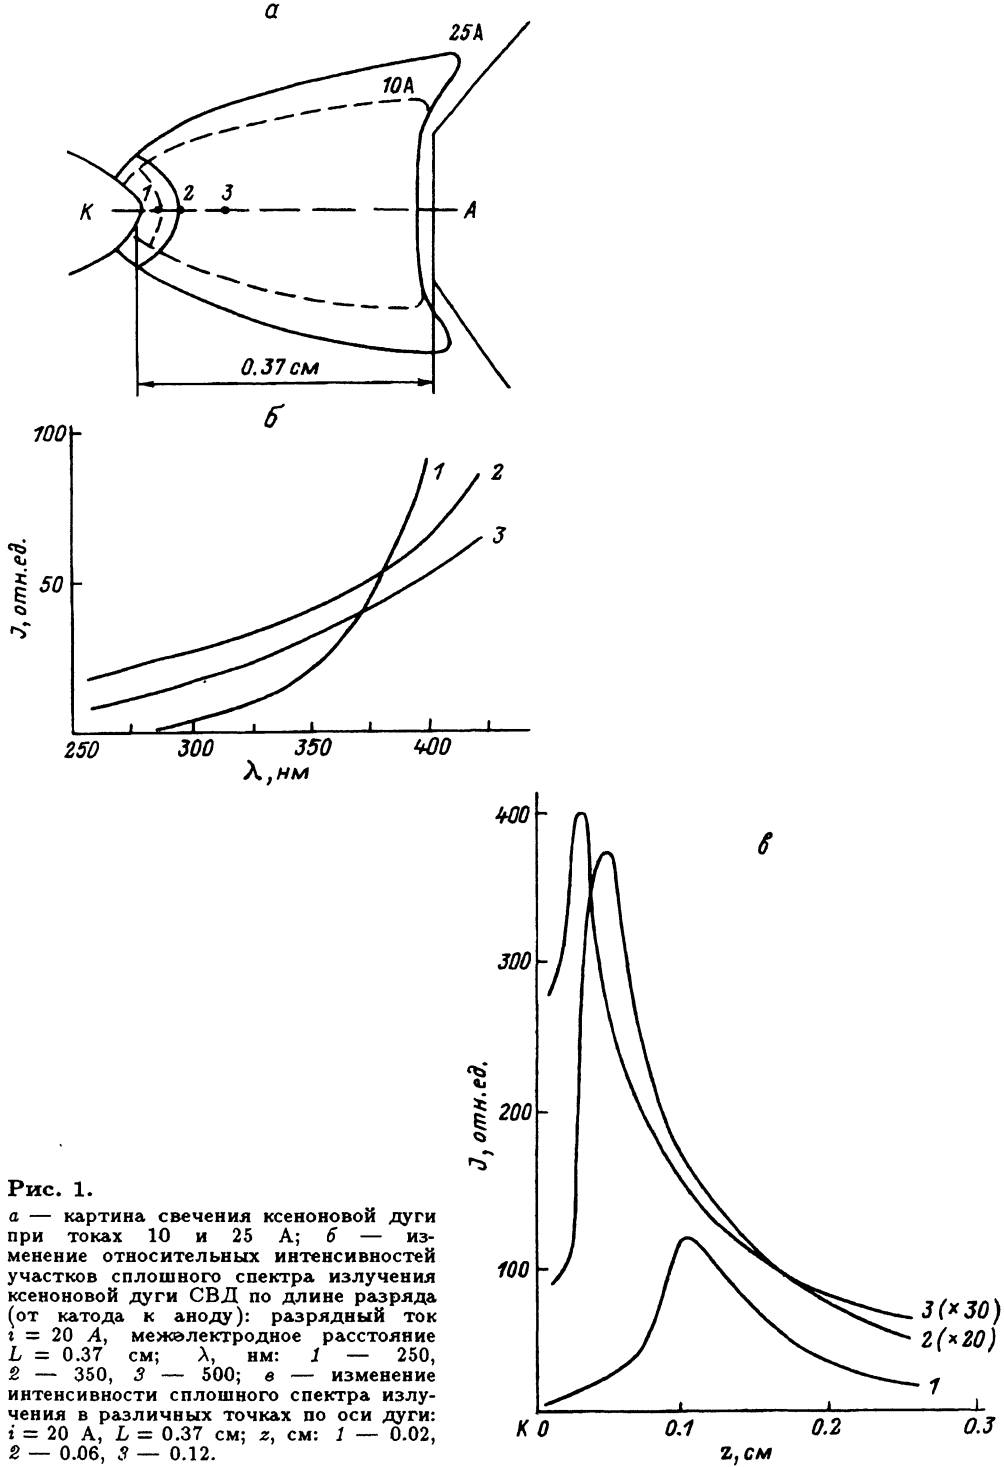 а
25А
10А
К 1 2 3 А
0.37 см
б
100
50
J, отн.ед.
1
2
3
250 300 350 400
λ, нм
в
400
300
200
100
J, отн.ед.
3 (×30)
2 (×20)
1
К 0 0.1 0.2 0.3
z, см
Рис. 1.
а — картина свечения ксеноновой дуги
при токах 10 и 25 А; б — из-
менение относительных интенсивностей
участков сплошного спектра излучения
ксеноновой дуги СВД по длине разряда
(от катода к аноду): разрядный ток
i = 20 А, межэлектродное расстояние
L = 0.37 см; λ, нм: 1 — 250,
2 — 350, 3 — 500; в — изменение
интенсивности сплошного спектра излу-
чения в различных точках по оси дуги:
i = 20 А, L = 0.37 см; z, см: 1 — 0.02,
2 — 0.06, 3 — 0.12.